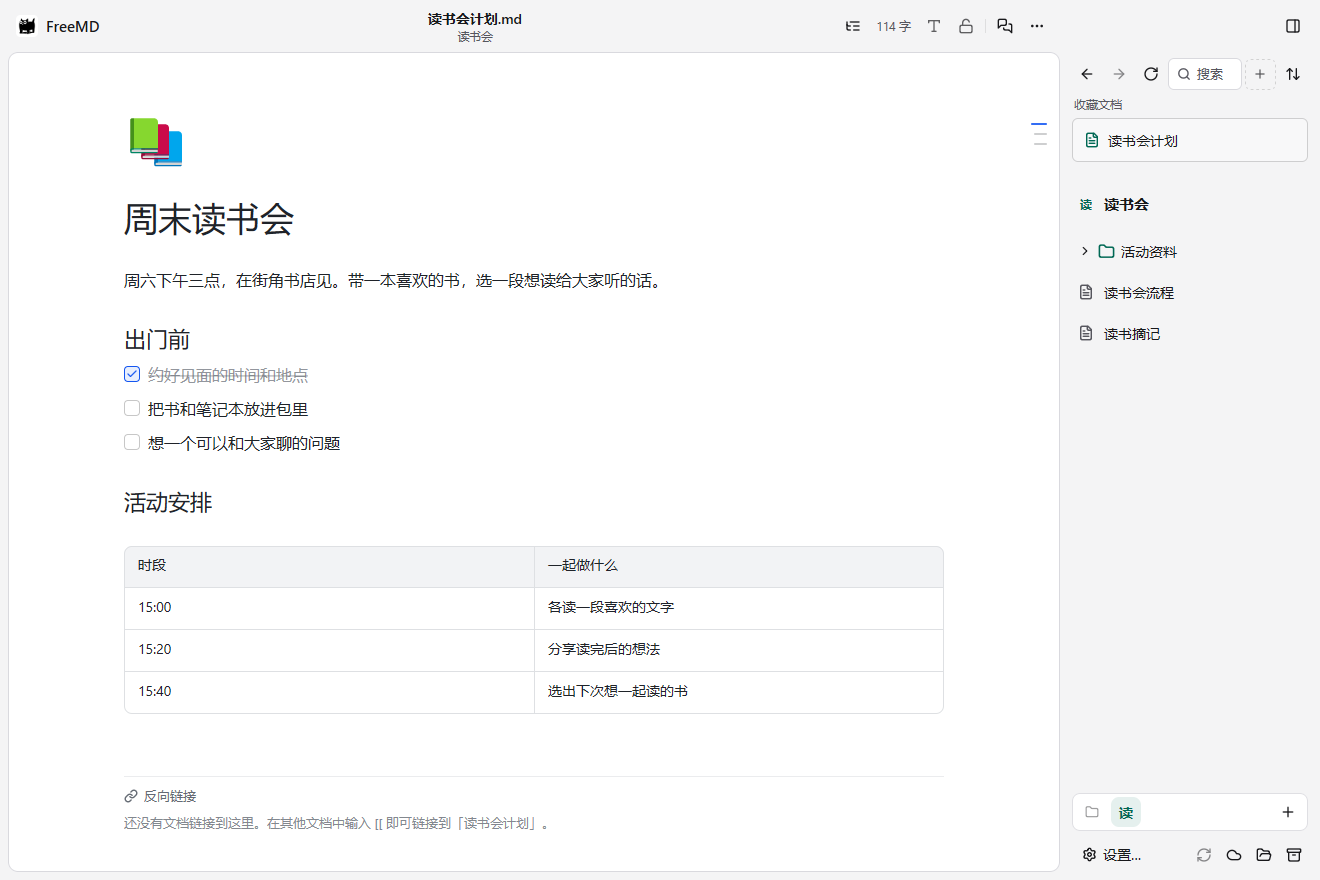 FreeMD
读书会计划.md
读书会
114 字
搜索
收藏文档
读书会计划
读 读书会
活动资料
读书会流程
读书摘记
周末读书会
周六下午三点，在街角书店见。带一本喜欢的书，选一段想读给大家听的话。
出门前
约好见面的时间和地点
把书和笔记本放进包里
想一个可以和大家聊的问题
活动安排
时段 一起做什么
15:00 各读一段喜欢的文字
15:20 分享读完后的想法
15:40 选出下次想一起读的书
反向链接
还没有文档链接到这里。在其他文档中输入 [[ 即可链接到「读书会计划」。
读
设置...